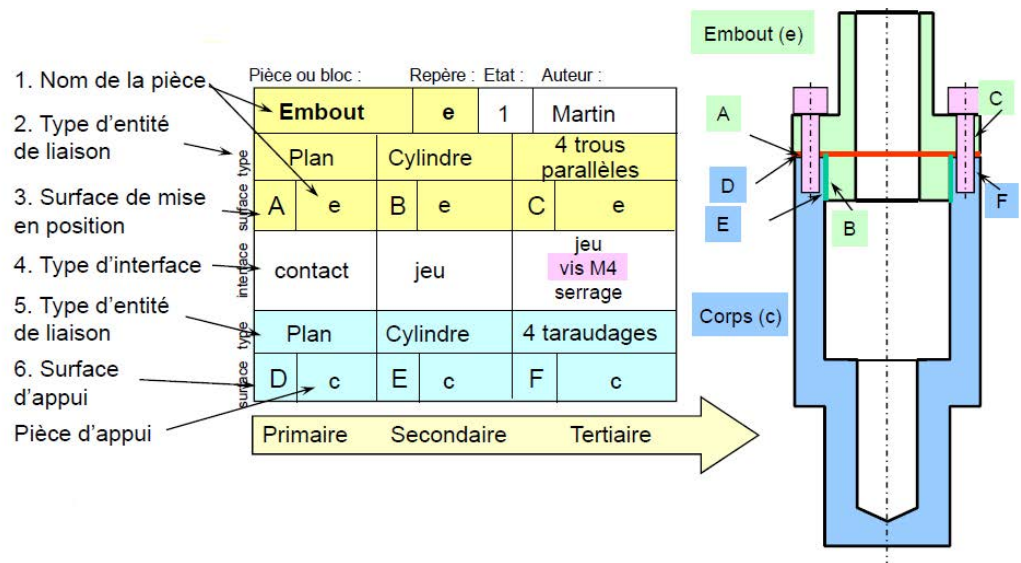 1. Nom de la pièce
2. Type d'entité
de liaison
3. Surface de mise
en position
4. Type d'interface
5. Type d'entité
de liaison
6. Surface
d'appui
Pièce d'appui
Pièce ou bloc : Repère : Etat : Auteur :
Embout e 1 Martin
type
Plan Cylindre 4 trous
parallèles
surface
A e B e C e
interface
contact jeu jeu
vis M4
serrage
type
Plan Cylindre 4 taraudages
surface
D c E c F c
Primaire Secondaire Tertiaire
Embout (e)
A
C
D
F
E
B
Corps (c)